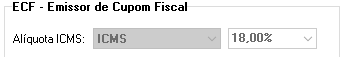 ECF - Emissor de Cupom Fiscal
Alíquota ICMS: ICMS 18,00%